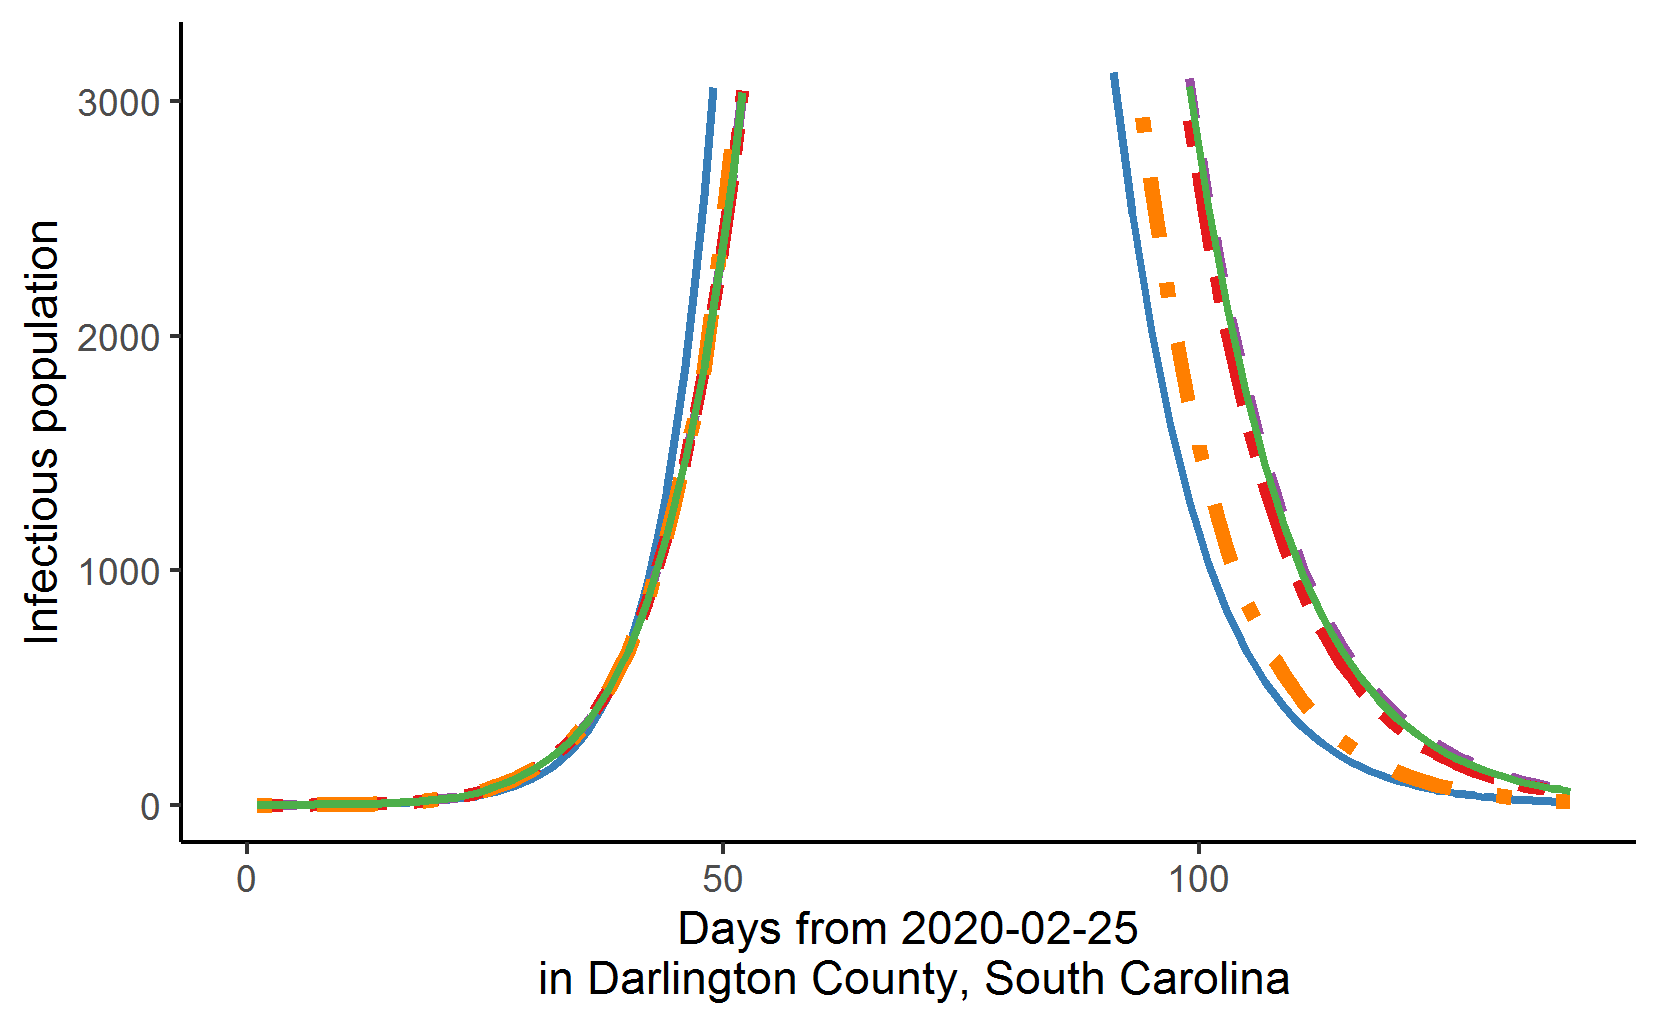 3000
2000
1000
0
Infectious population
0 50 100
Days from 2020-02-25
in Darlington County, South Carolina